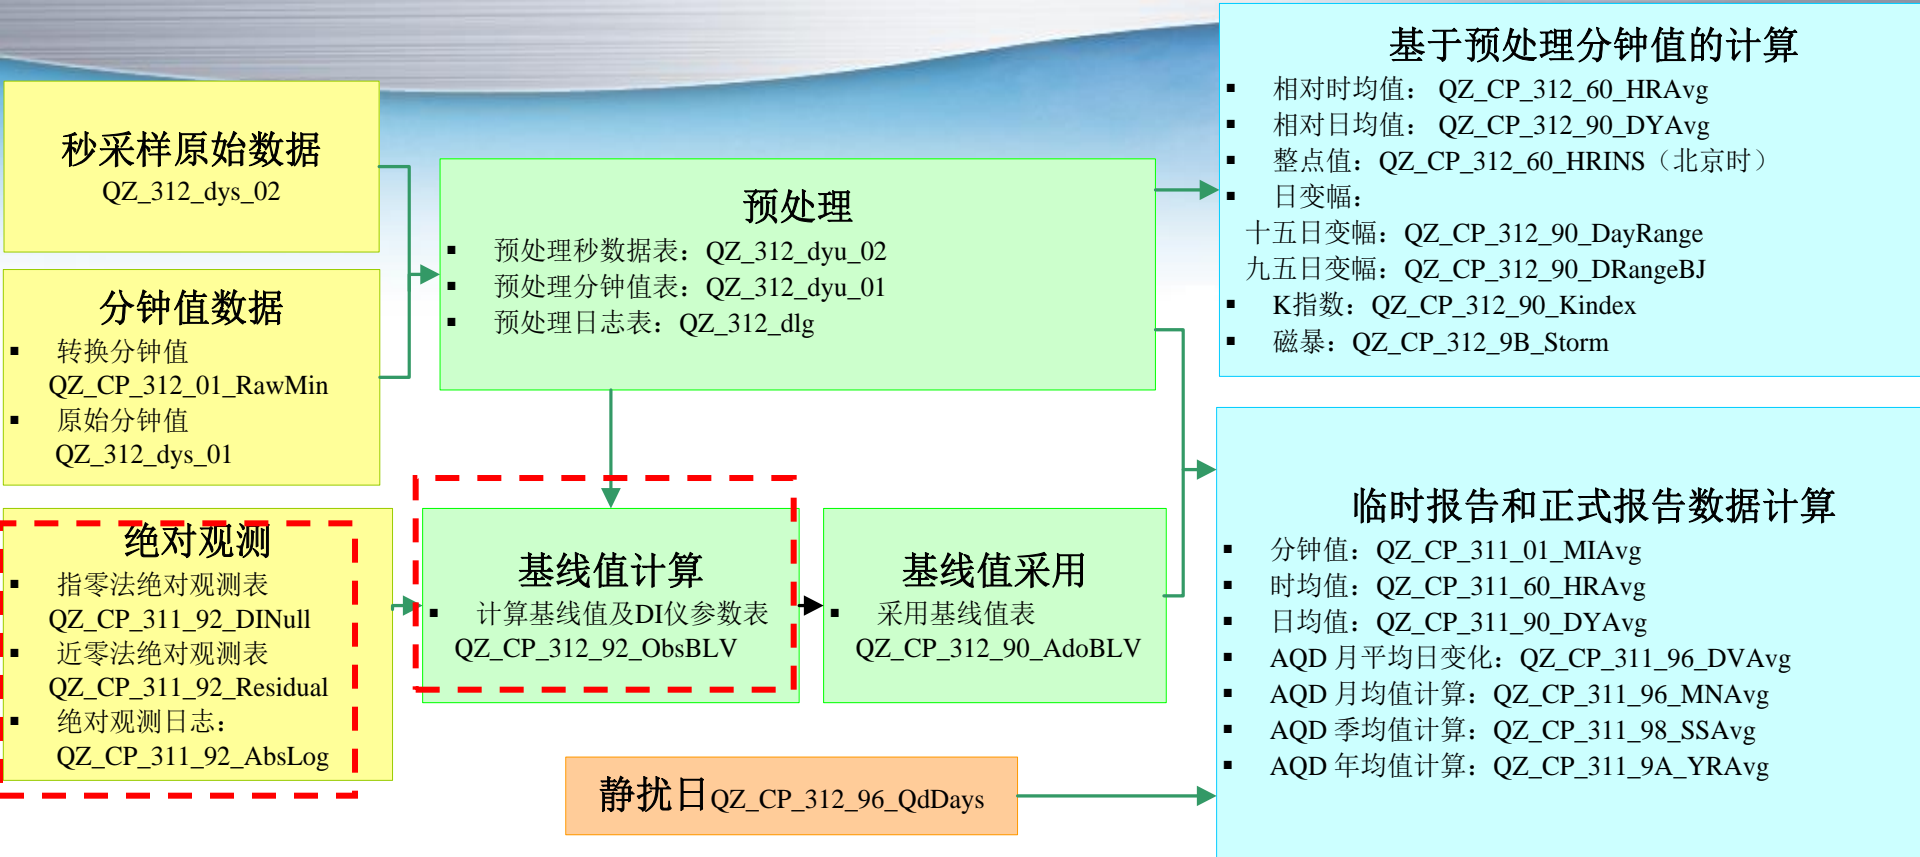 秒采样原始数据
QZ_312_dys_02
分钟值数据
▪ 转换分钟值
QZ_CP_312_01_RawMin
▪ 原始分钟值
QZ_312_dys_01
绝对观测
▪ 指零法绝对观测表
QZ_CP_311_92_DINull
▪ 近零法绝对观测表
QZ_CP_311_92_Residual
▪ 绝对观测日志：
QZ_CP_311_92_AbsLog
预处理
▪ 预处理秒数据表：QZ_312_dyu_02
▪ 预处理分钟值表：QZ_312_dyu_01
▪ 预处理日志表：QZ_312_dlg
基线值计算
▪ 计算基线值及DI仪参数表
QZ_CP_312_92_ObsBLV
基线值采用
▪ 采用基线值表
QZ_CP_312_90_AdoBLV
静扰日QZ_CP_312_96_QdDays
基于预处理分钟值的计算
▪ 相对时均值： QZ_CP_312_60_HRAvg
▪ 相对日均值： QZ_CP_312_90_DYAvg
▪ 整点值：QZ_CP_312_60_HRINS（北京时）
▪ 日变幅：
十五日变幅：QZ_CP_312_90_DayRange
九五日变幅：QZ_CP_312_90_DRangeBJ
▪ K指数：QZ_CP_312_90_Kindex
▪ 磁暴：QZ_CP_312_9B_Storm
临时报告和正式报告数据计算
▪ 分钟值：QZ_CP_311_01_MIAvg
▪ 时均值：QZ_CP_311_60_HRAvg
▪ 日均值：QZ_CP_311_90_DYAvg
▪ AQD 月平均日变化：QZ_CP_311_96_DVAvg
▪ AQD 月均值计算：QZ_CP_311_96_MNAvg
▪ AQD 季均值计算：QZ_CP_311_98_SSAvg
▪ AQD 年均值计算：QZ_CP_311_9A_YRAvg